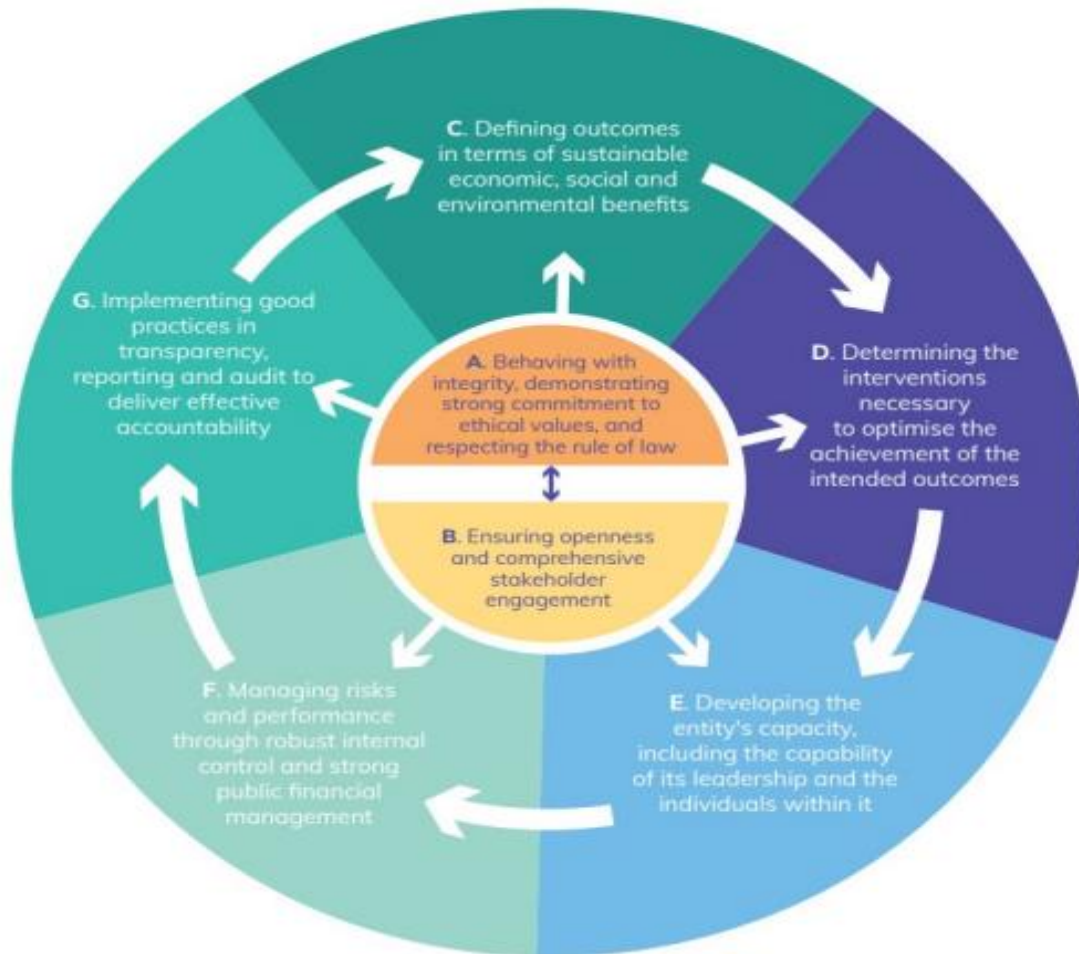 C. Defining outcomes
in terms of sustainable
economic, social and
environmental benefits
G. Implementing good
practices in
transparency,
reporting and audit to
deliver effective
accountability
A. Behaving with
integrity, demonstrating
strong commitment to
ethical values, and
respecting the rule of law
D. Determining the
interventions
necessary
to optimise the
achievement of the
intended outcomes
B. Ensuring openness
and comprehensive
stakeholder
engagement
F. Managing risks
and performance
through robust internal
control and strong
public financial
management
E. Developing the
entity's capacity,
including the capability
of its leadership and the
individuals within it